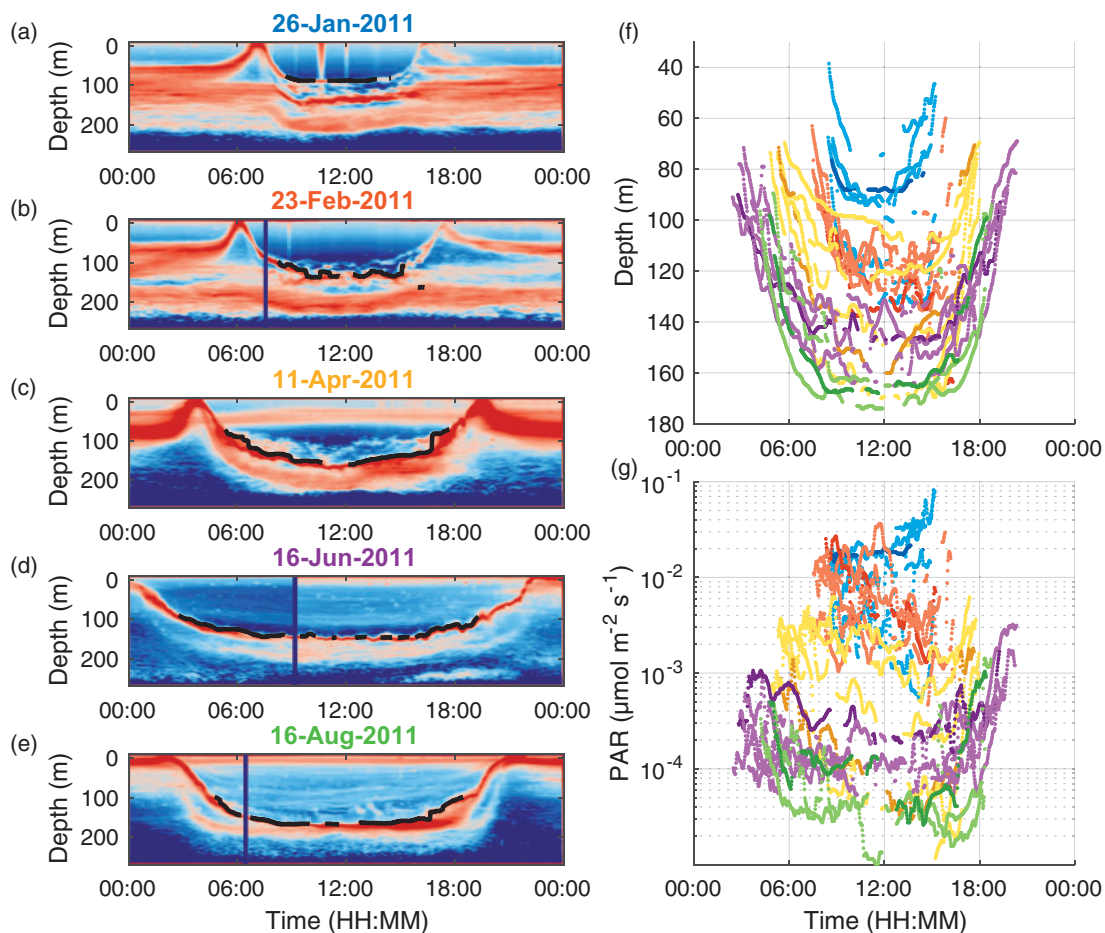 (a)
26-Jan-2011
Depth (m)
0
100
200
00:00 06:00 12:00 18:00 00:00
(b)
23-Feb-2011
Depth (m)
0
100
200
00:00 06:00 12:00 18:00 00:00
(c)
11-Apr-2011
Depth (m)
0
100
200
00:00 06:00 12:00 18:00 00:00
(d)
16-Jun-2011
Depth (m)
0
100
200
00:00 06:00 12:00 18:00 00:00
(e)
16-Aug-2011
Depth (m)
0
100
200
00:00 06:00 12:00 18:00 00:00
Time (HH:MM)
(f)
Depth (m)
40
60
80
100
120
140
160
180
00:00 06:00 12:00 18:00 00:00
(g)
PAR (μmol m⁻² s⁻¹)
10⁻¹
10⁻²
10⁻³
10⁻⁴
00:00 06:00 12:00 18:00 00:00
Time (HH:MM)